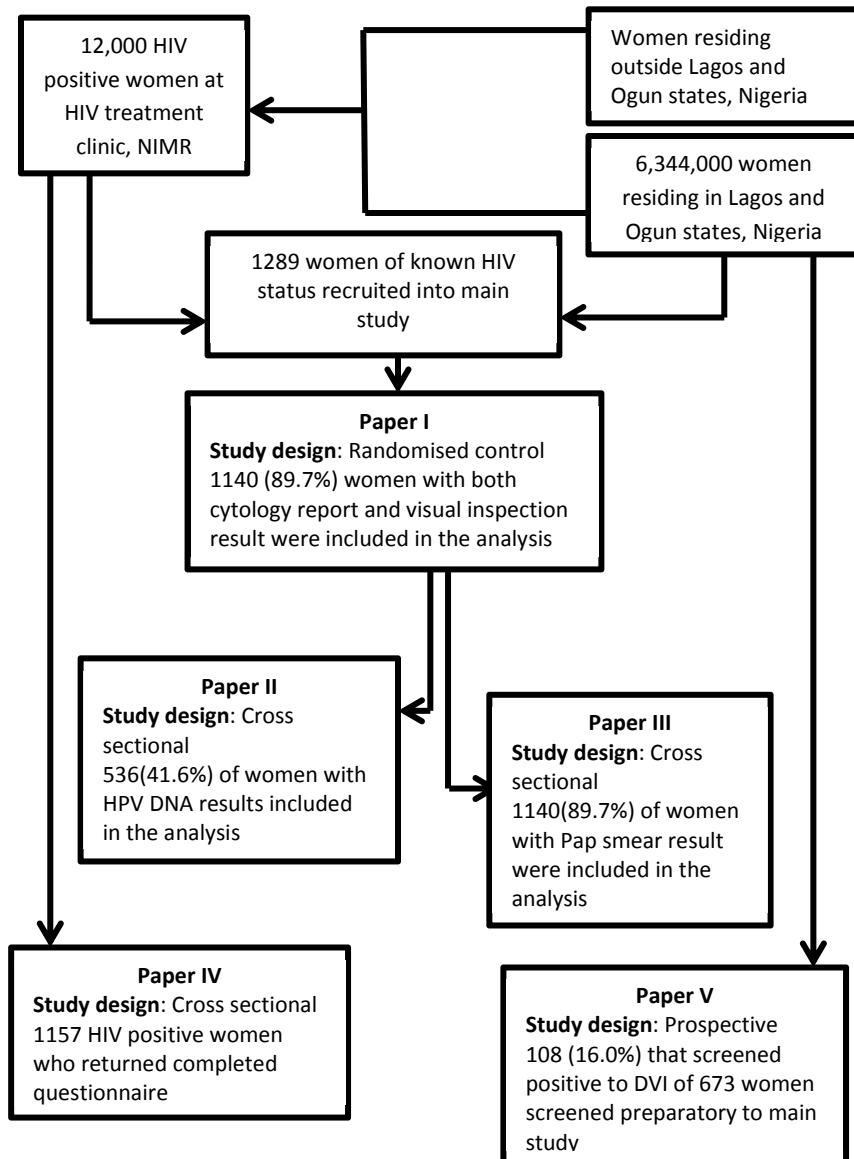 12,000 HIV
positive women at
HIV treatment
clinic, NIMR
Women residing
outside Lagos and
Ogun states, Nigeria
6,344,000 women
residing in Lagos and
Ogun states, Nigeria
1289 women of known HIV
status recruited into main
study
Paper I
Study design: Randomised control
1140 (89.7%) women with both
cytology report and visual inspection
result were included in the analysis
Paper II
Study design: Cross
sectional
536(41.6%) of women with
HPV DNA results included
in the analysis
Paper III
Study design: Cross
sectional
1140(89.7%) of women
with Pap smear result
were included in the
analysis
Paper IV
Study design: Cross sectional
1157 HIV positive women
who returned completed
questionnaire
Paper V
Study design: Prospective
108 (16.0%) that screened
positive to DVI of 673 women
screened preparatory to main
study